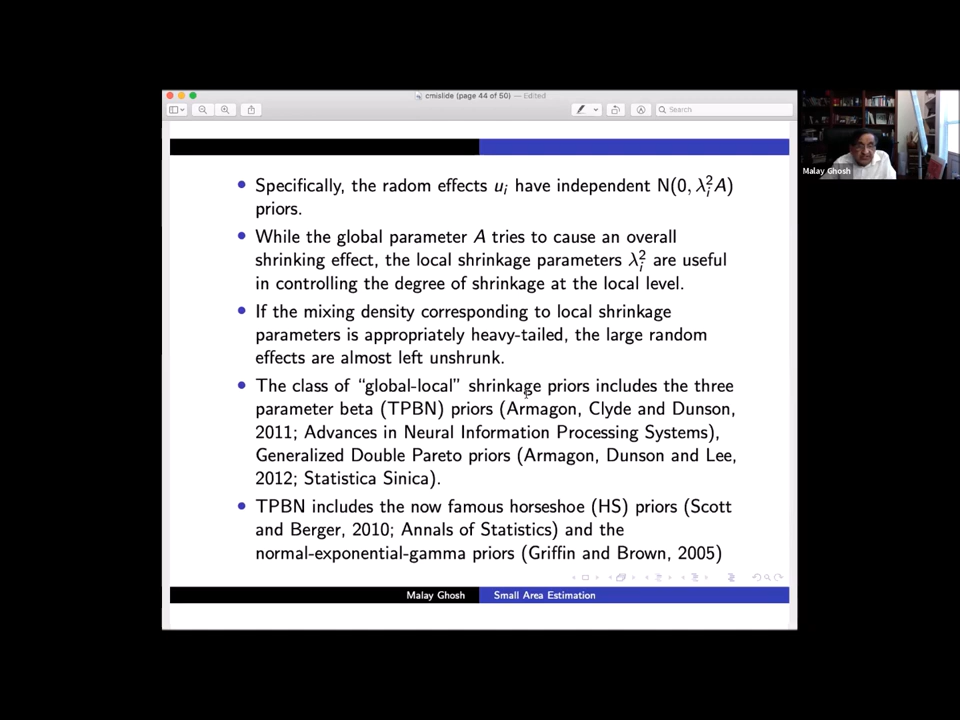 cmislide (page 44 of 50) — Edited
Search
• Specifically, the radom effects uᵢ have independent N(0, λᵢ²A)
priors.
• While the global parameter A tries to cause an overall
shrinking effect, the local shrinkage parameters λᵢ² are useful
in controlling the degree of shrinkage at the local level.
• If the mixing density corresponding to local shrinkage
parameters is appropriately heavy-tailed, the large random
effects are almost left unshrunk.
• The class of “global-local” shrinkage priors includes the three
parameter beta (TPBN) priors (Armagon, Clyde and Dunson,
2011; Advances in Neural Information Processing Systems),
Generalized Double Pareto priors (Armagon, Dunson and Lee,
2012; Statistica Sinica).
• TPBN includes the now famous horseshoe (HS) priors (Scott
and Berger, 2010; Annals of Statistics) and the
normal-exponential-gamma priors (Griffin and Brown, 2005)
Malay Ghosh Small Area Estimation
Malay Ghosh